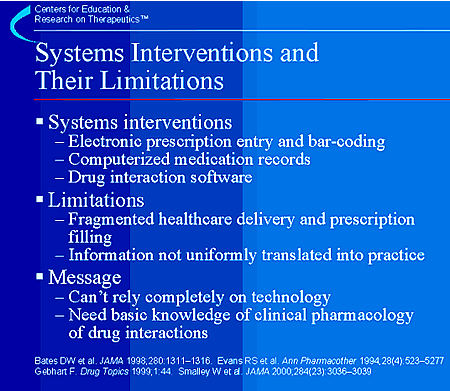 Centers for Education &
Research on Therapeutics™
Systems Interventions and
Their Limitations
▪ Systems interventions
– Electronic prescription entry and bar-coding
– Computerized medication records
– Drug interaction software
▪ Limitations
– Fragmented healthcare delivery and prescription
filling
– Information not uniformly translated into practice
▪ Message
– Can't rely completely on technology
– Need basic knowledge of clinical pharmacology
of drug interactions
Bates DW et al. JAMA 1998;280:1311–1316. Evans RS et al. Ann Pharmacother 1994;28(4):523–5277
Gebhart F. Drug Topics 1999;1:44. Smalley W et al. JAMA 2000;284(23):3036–3039